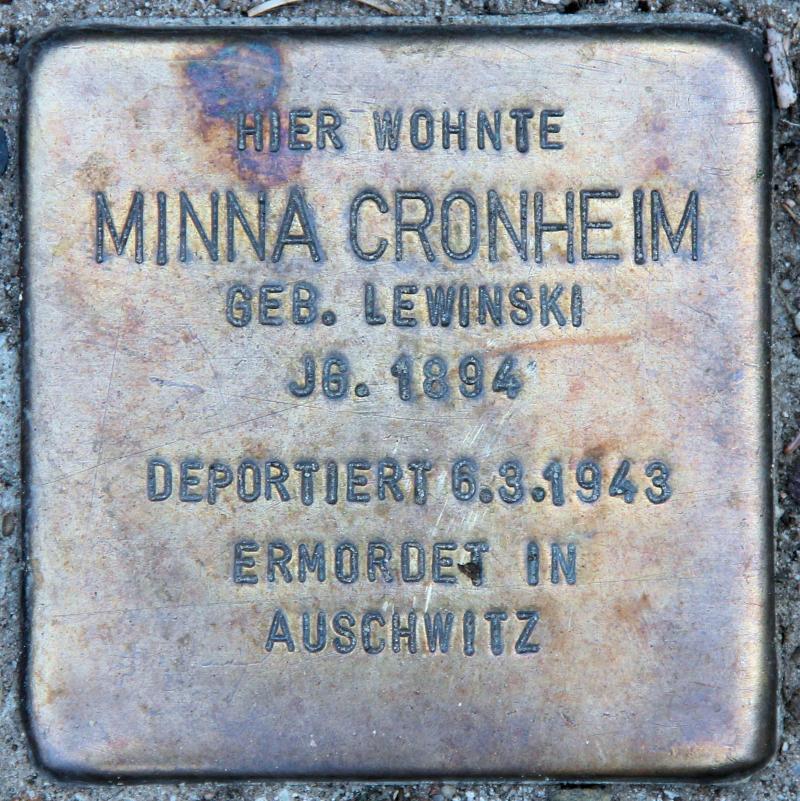 HIER WOHNTE
MINNA CRONHEIM
GEB. LEWINSKI
JG. 1894
DEPORTIERT 6.3.1943
ERMORDET IN
AUSCHWITZ